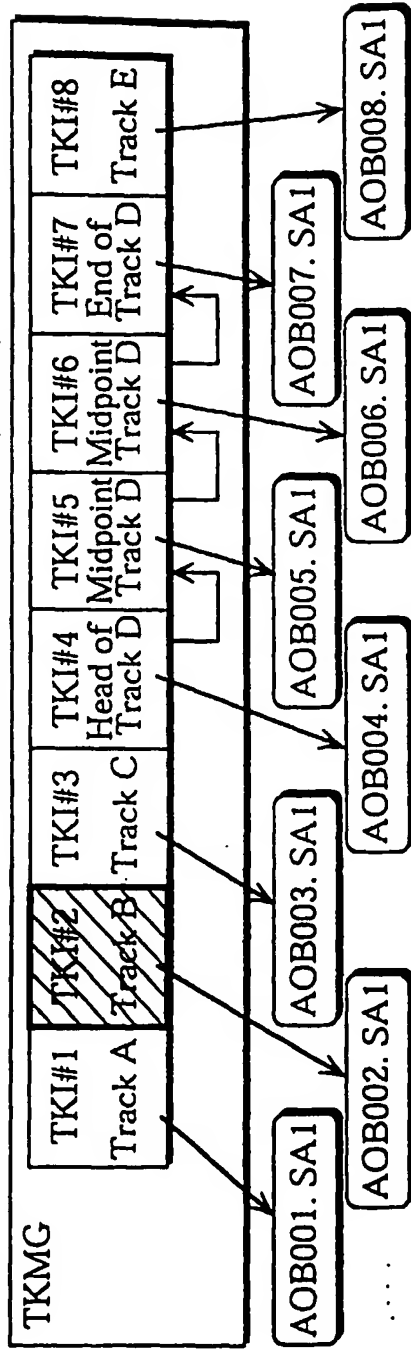 TKMG
TKI#1
Track A
TKI#2
Track B
TKI#3
Track C
TKI#4
Head of
Track D
TKI#5
Midpoint
Track D
TKI#6
Midpoint
Track D
TKI#7
End of
Track D
TKI#8
Track E
AOB001. SA1
AOB002. SA1
AOB003. SA1
AOB004. SA1
AOB005. SA1
AOB006. SA1
AOB007. SA1
AOB008. SA1
....